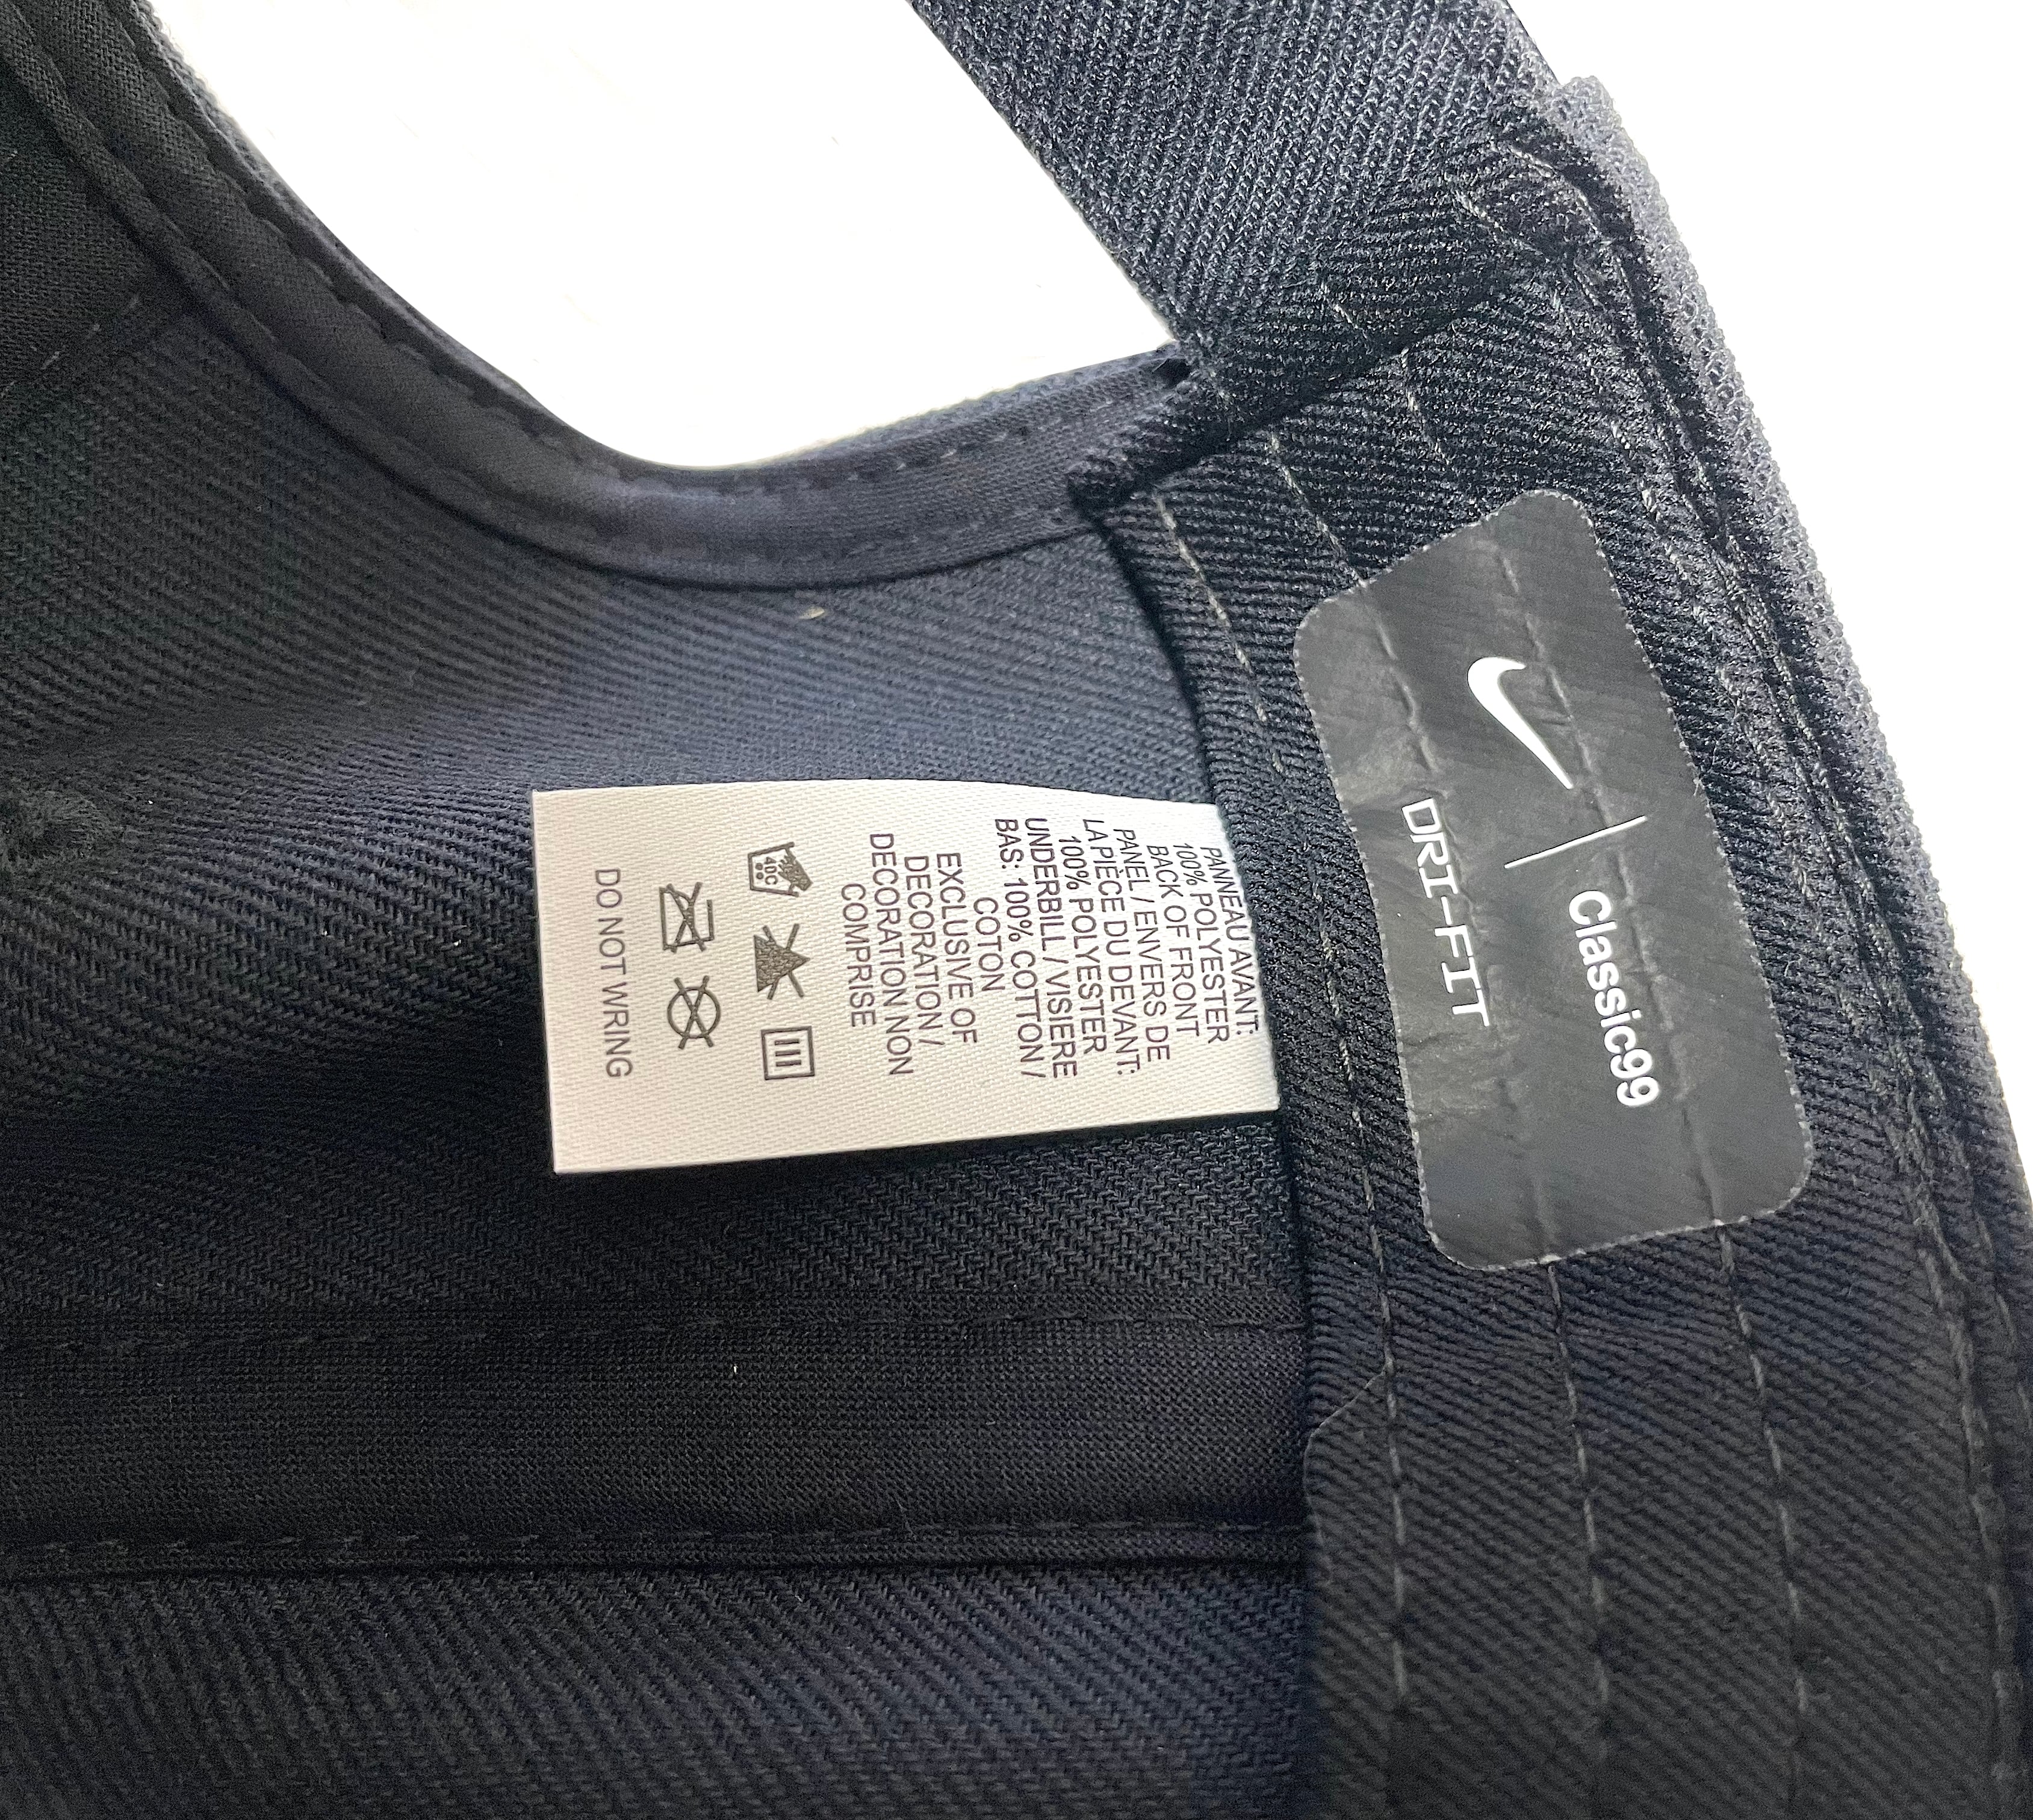 PANNEAU AVANT:
100% POLYESTER
BACK OF FRONT
PANEL / ENVERS DE
LA PIÈCE DU DEVANT:
100% POLYESTER
UNDERBILL / VISIERE
BAS: 100% COTTON /
COTON
EXCLUSIVE OF
DECORATION /
DECORATION NON
COMPRISE
40C
DO NOT WRING
Classic99
DRI-FIT